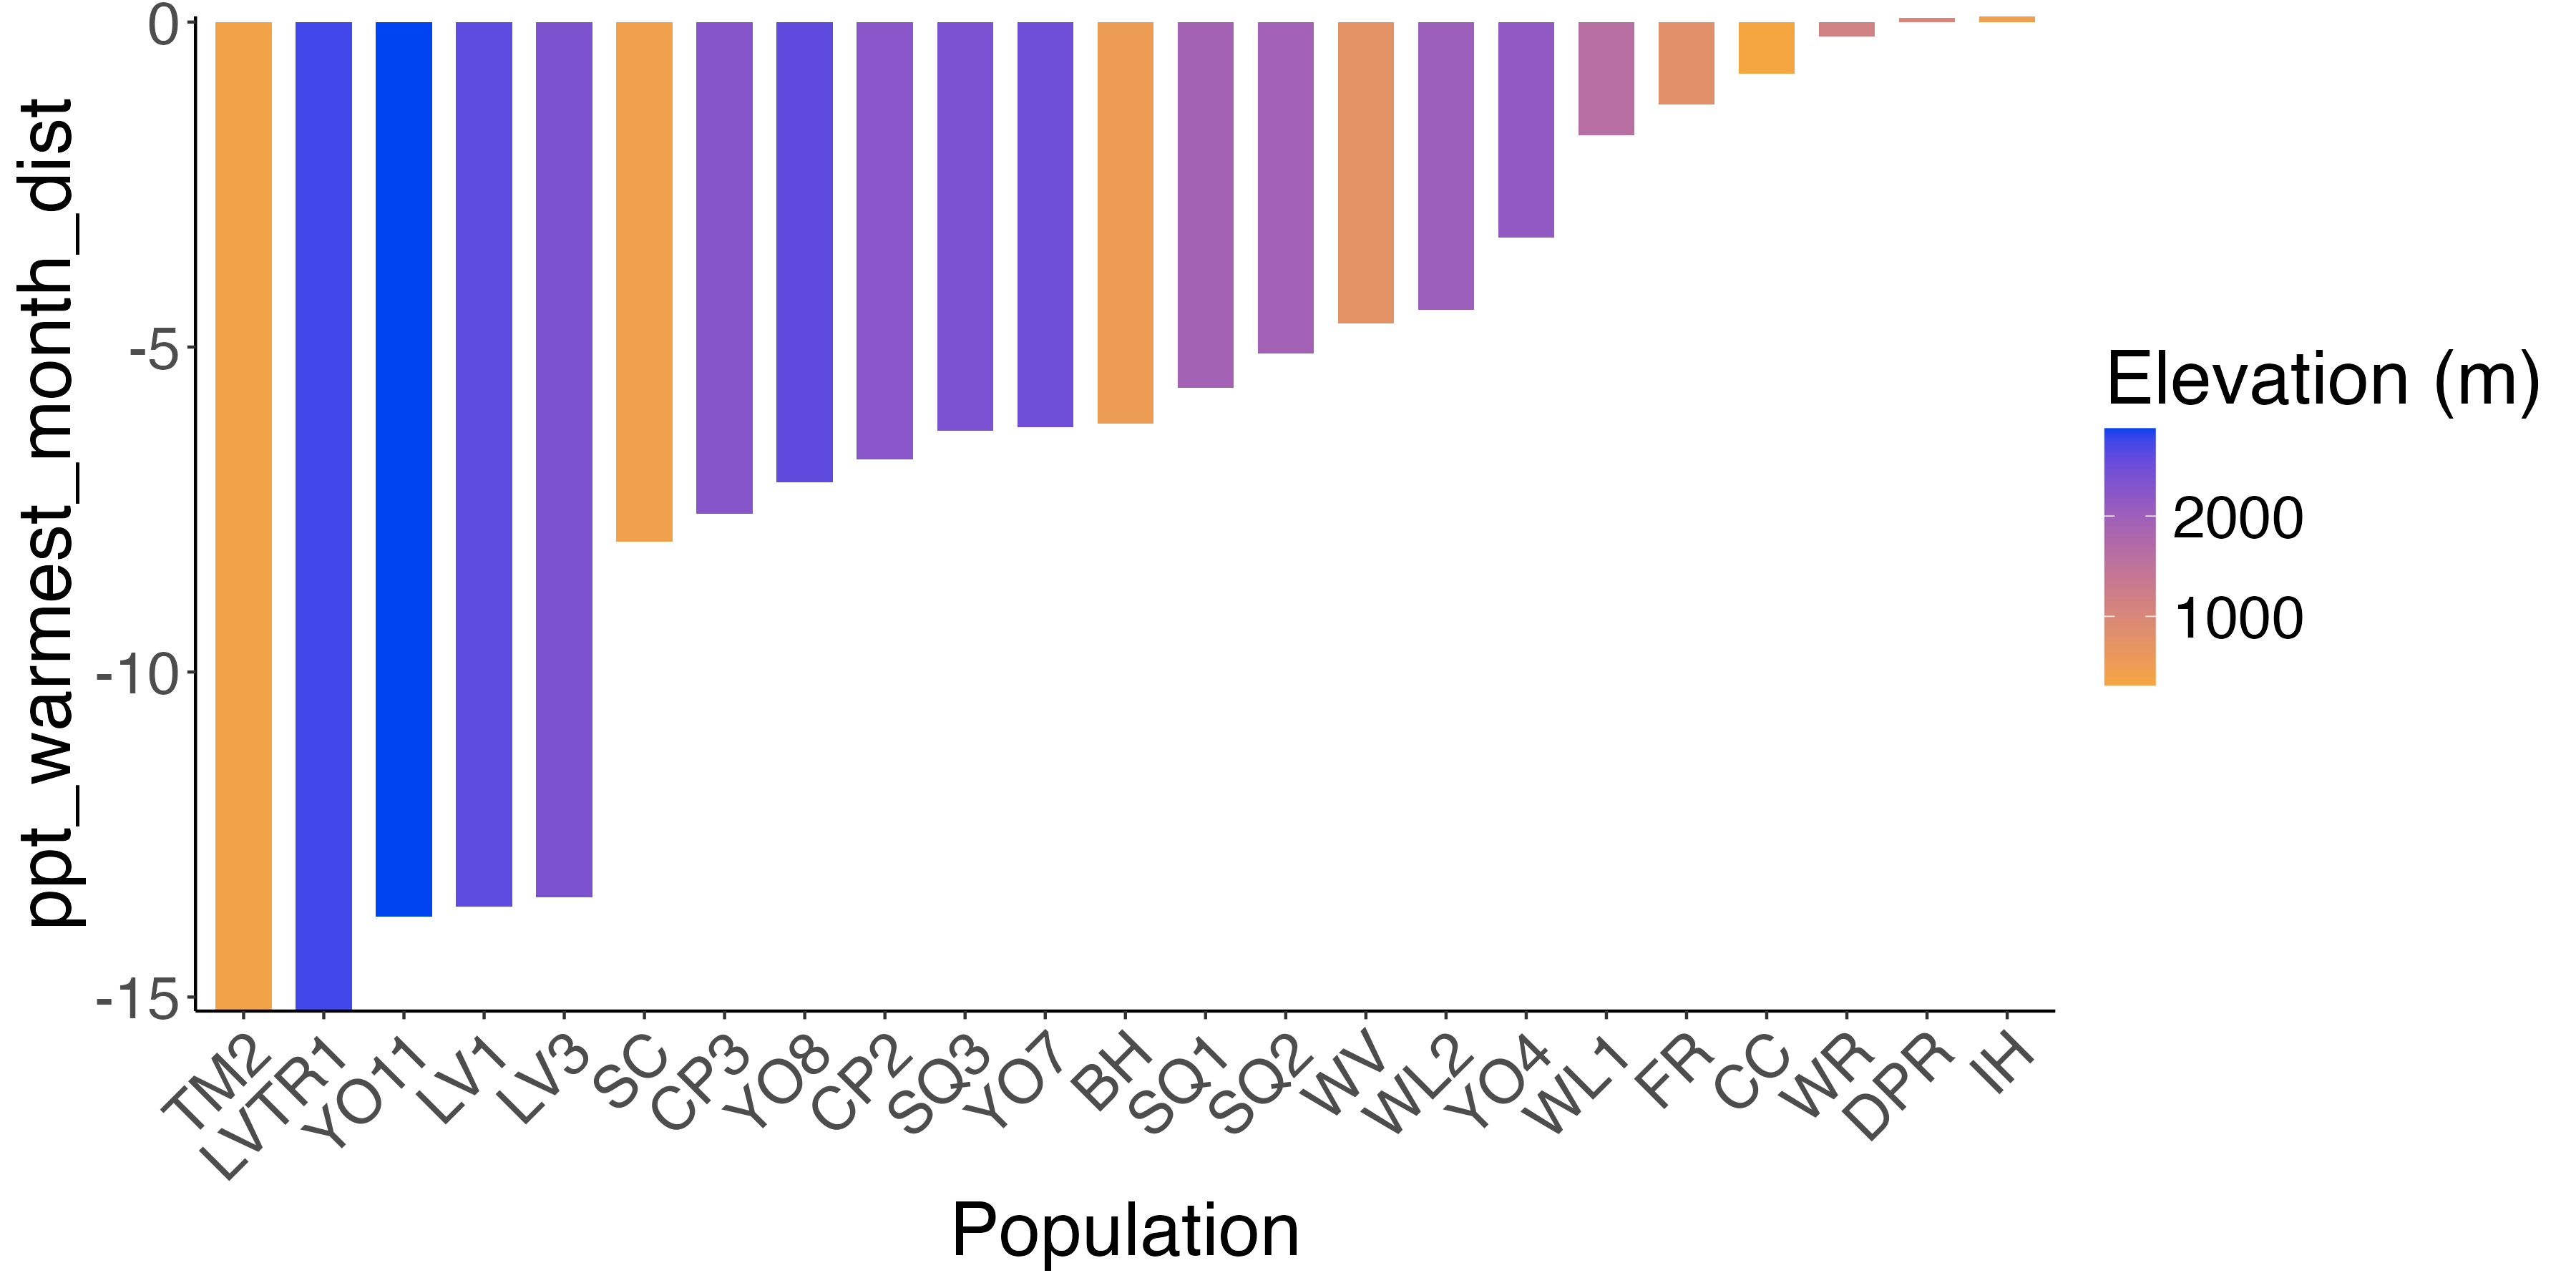 ppt_warmest_month_dist
0
-5
-10
-15
TM2
LVTR1
YO11
LV1
LV3
SC
CP3
YO8
CP2
SQ3
YO7
BH
SQ1
SQ2
WV
WL2
YO4
WL1
FR
CC
WR
DPR
IH
Population
Elevation (m)
2000
1000